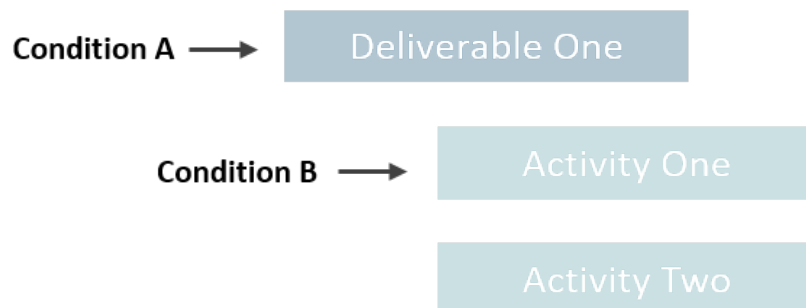 Condition A Deliverable One
Condition B Activity One
Activity Two